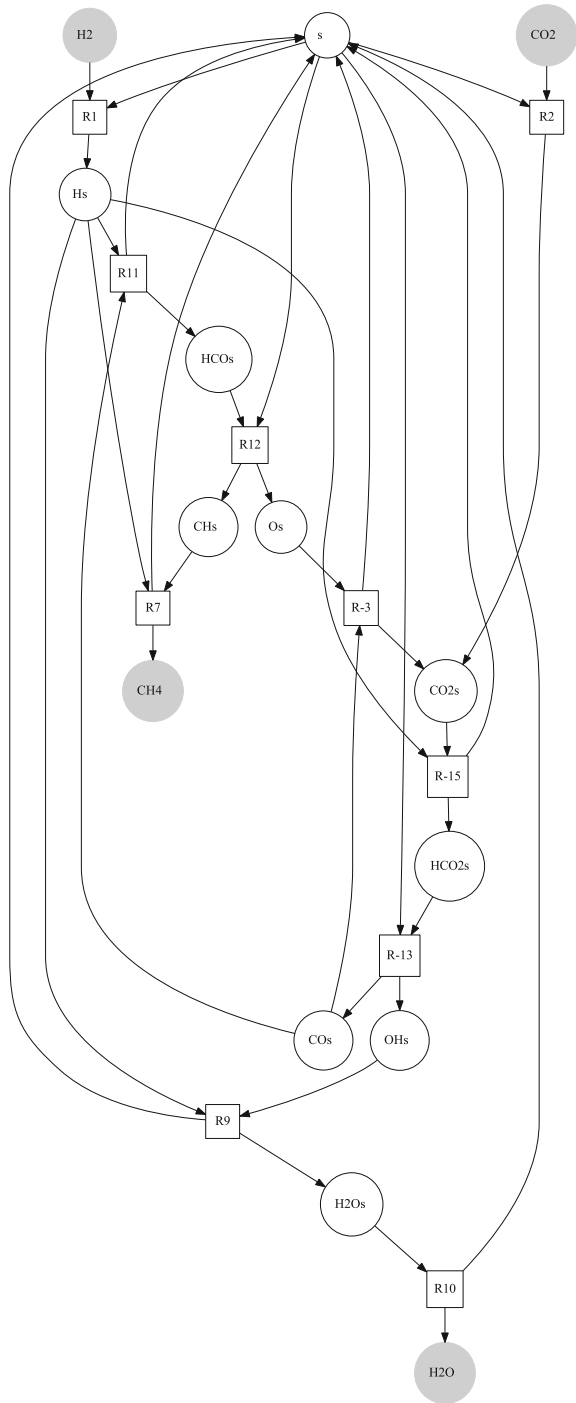 H2
s
CO2
R1
R2
Hs
R11
HCOs
R12
CHs
Os
R7
R-3
CH4
CO2s
R-15
HCO2s
R-13
COs
OHs
R9
H2Os
R10
H2O